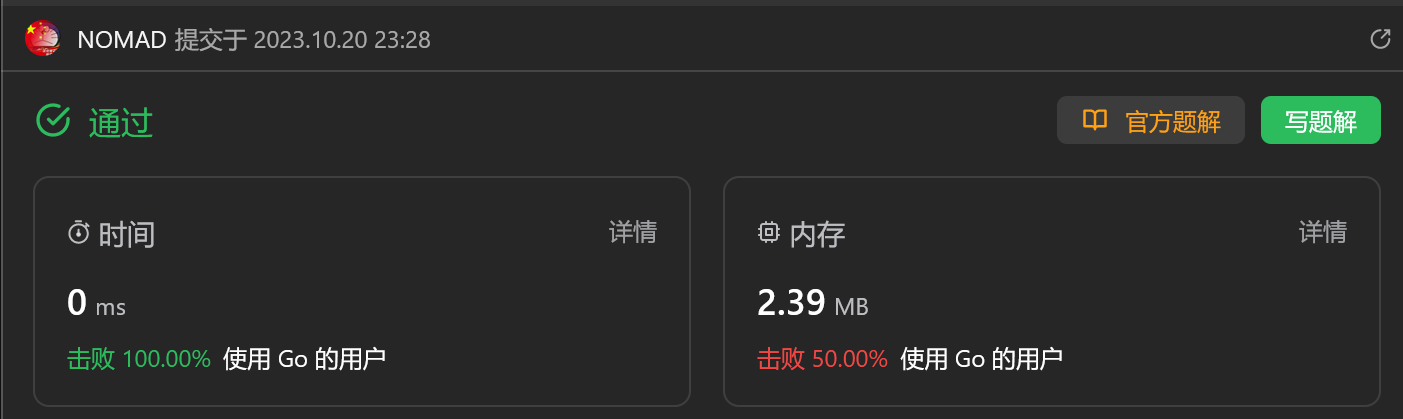 NOMAD 提交于 2023.10.20 23:28
通过
官方题解
写题解
时间
详情
0 ms
击败 100.00% 使用 Go 的用户
内存
详情
2.39 MB
击败 50.00% 使用 Go 的用户